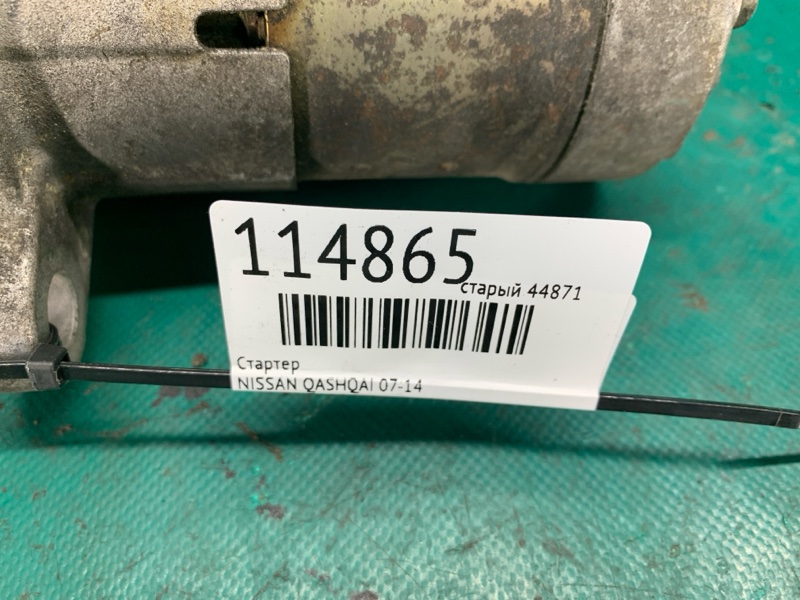 114865
старый 44871
Стартер
NISSAN QASHQAI 07-14